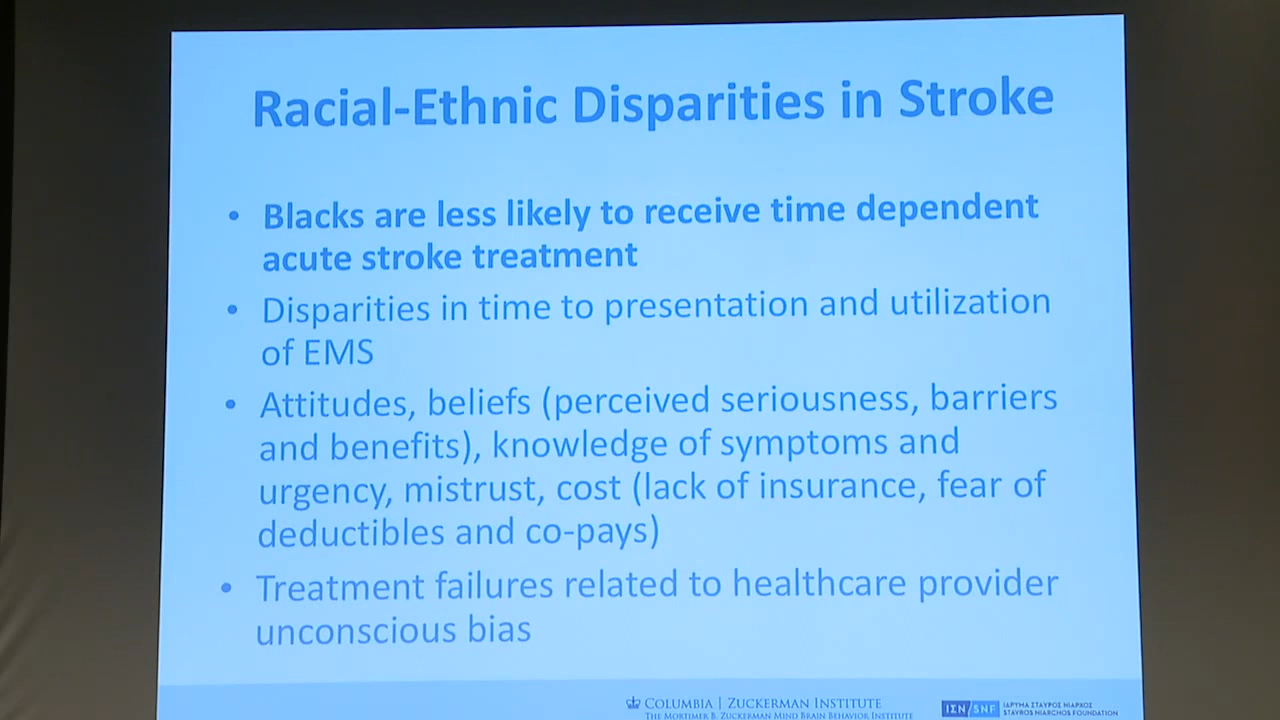 Racial-Ethnic Disparities in Stroke
• Blacks are less likely to receive time dependent
acute stroke treatment
• Disparities in time to presentation and utilization
of EMS
• Attitudes, beliefs (perceived seriousness, barriers
and benefits), knowledge of symptoms and
urgency, mistrust, cost (lack of insurance, fear of
deductibles and co-pays)
• Treatment failures related to healthcare provider
unconscious bias
COLUMBIA | ZUCKERMAN INSTITUTE
THE MORTIMER B. ZUCKERMAN MIND BRAIN BEHAVIOR INSTITUTE
ΙΣΝ/SNF
ΙΔΡΥΜΑ ΣΤΑΥΡΟΣ ΝΙΑΡΧΟΣ
STAVROS NIARCHOS FOUNDATION